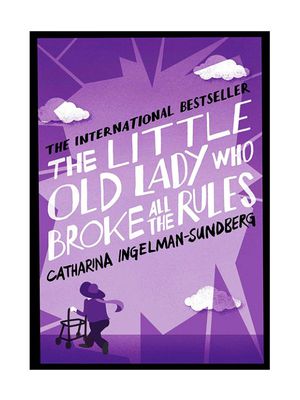 THE INTERNATIONAL BESTSELLER
THE LITTLE
OLD LADY WHO
BROKE ALL THE RULES
CATHARINA INGELMAN-SUNDBERG